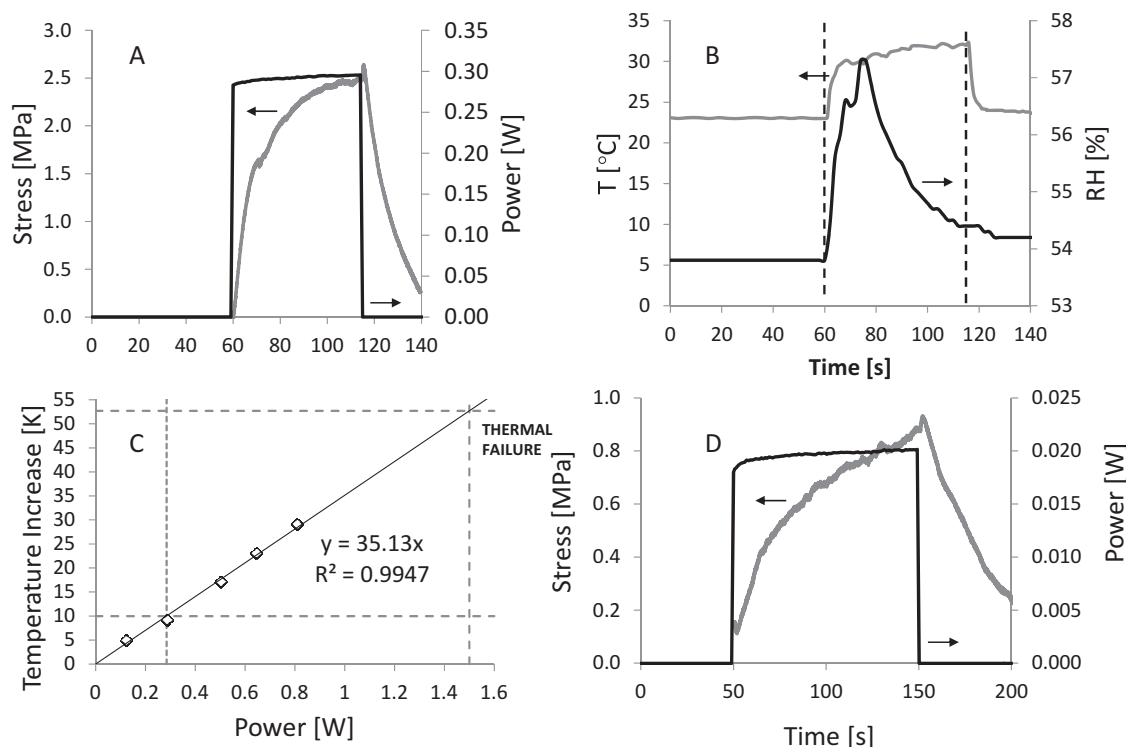 A
Stress [MPa]
3.0
2.5
2.0
1.5
1.0
0.5
0.0
0.35
0.30
0.25
0.20
0.15
0.10
0.05
0.00
Power [W]
0 20 40 60 80 100 120 140
B
T [°C]
35
30
25
20
15
10
5
0
58
57
56
55
54
53
RH [%]
0 20 40 60 80 100 120 140
Time [s]
C
Temperature Increase [K]
55
50
45
40
35
30
25
20
15
10
5
0
THERMAL
FAILURE
y = 35.13x
R² = 0.9947
0 0.2 0.4 0.6 0.8 1 1.2 1.4 1.6
Power [W]
D
Stress [MPa]
1.0
0.8
0.6
0.4
0.2
0.0
0.025
0.020
0.015
0.010
0.005
0.000
Power [W]
0 50 100 150 200
Time [s]